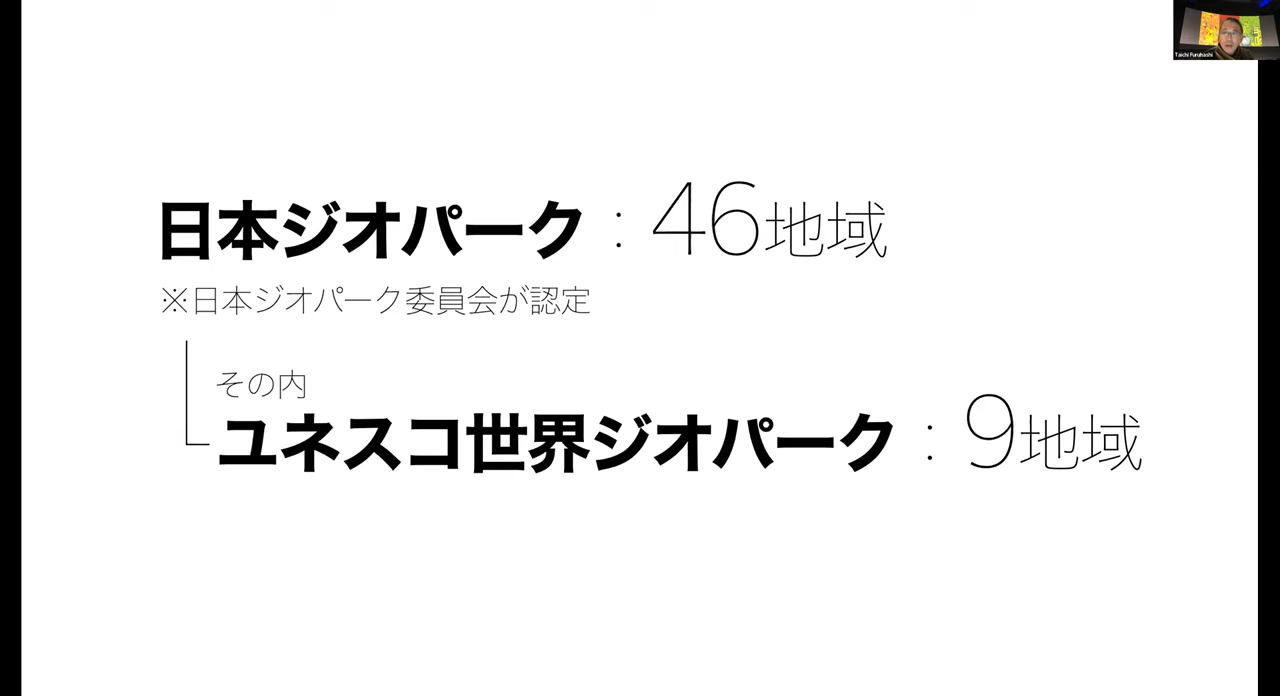 Taichi Furuhashi
日本ジオパーク：46地域
※日本ジオパーク委員会が認定
その内
ユネスコ世界ジオパーク：9地域